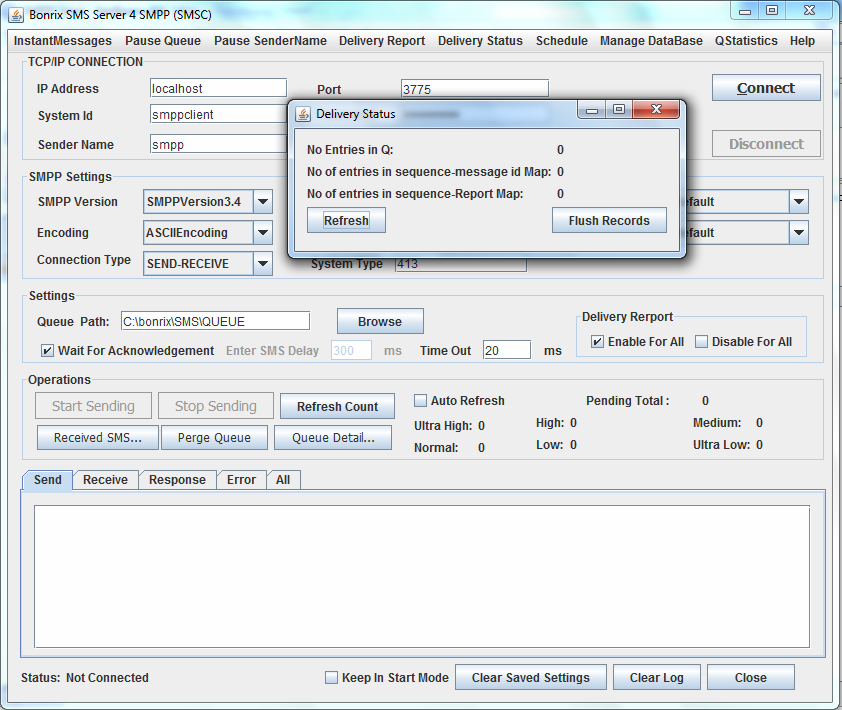 Bonrix SMS Server 4 SMPP (SMSC)
InstantMessages Pause Queue Pause SenderName Delivery Report Delivery Status Schedule Manage DataBase QStatistics Help
TCP/IP CONNECTION
IP Address localhost Port 3775 Connect
System Id smppclient
Sender Name smpp Disconnect
Delivery Status
No Entries in Q: 0
No of entries in sequence-message id Map: 0
No of entries in sequence-Report Map: 0
Refresh Flush Records
SMPP Settings
SMPP Version SMPPVersion3.4 efault
Encoding ASCIIEncoding efault
Connection Type SEND-RECEIVE System Type 413
Settings
Queue Path: C:\bonrix\SMS\QUEUE Browse
Wait For Acknowledgement Enter SMS Delay 300 ms Time Out 20 ms
Delivery Rerport
Enable For All Disable For All
Operations
Start Sending Stop Sending Refresh Count Auto Refresh Pending Total : 0
Received SMS... Perge Queue Queue Detail...
Ultra High: 0 High: 0 Medium: 0
Normal: 0 Low: 0 Ultra Low: 0
Send Receive Response Error All
Status: Not Connected Keep In Start Mode Clear Saved Settings Clear Log Close